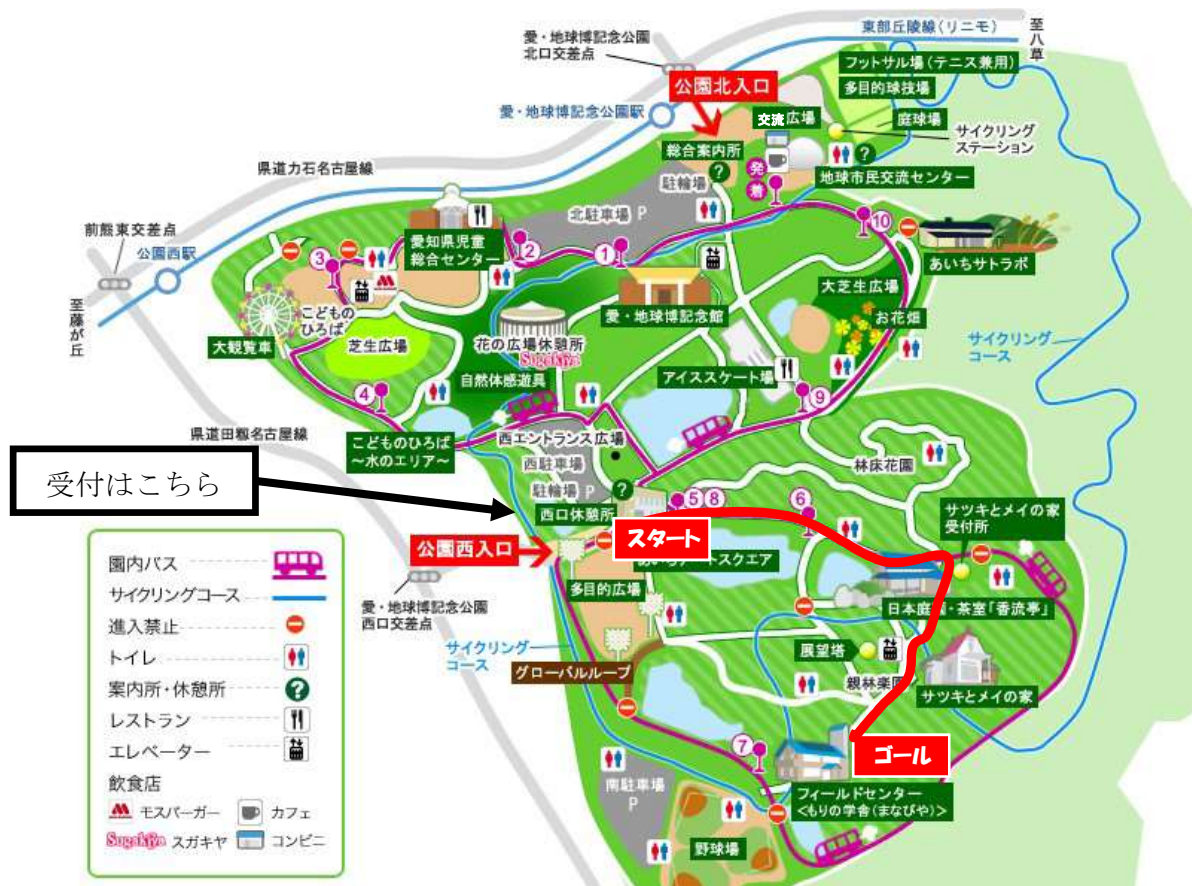 東部丘陵線(リニモ)
至八草
愛・地球博記念公園
北口交差点
フットサル場(テニス兼用)
多目的球技場
公園北入口
愛・地球博記念公園駅
交流広場
庭球場
サイクリング
ステーション
総合案内所
発着
地球市民交流センター
県道力石名古屋線
駐輪場
北駐車場 P
前熊東交差点
公園西駅
愛知県児童
総合センター
2
1
10
3
あいちサトラボ
こどもの
ひろば
大芝生広場
愛・地球博記念館
お花畑
至藤が丘
大観覧車
芝生広場
花の広場休憩所
Sugakiya
サイクリング
コース
自然体感遊具
アイススケート場
4
9
県道田籾名古屋線
こどものひろば
~水のエリア~
西エントランス広場
西駐車場
林床花園
受付はこちら
駐輪場 P
西口休憩所
5
8
6
サツキとメイの家
受付所
スタート
公園西入口
あいちアートスクエア
多目的広場
日本庭園・茶室「香流亭」
愛・地球博記念公園
西口交差点
サイクリング
コース
展望塔
グローバルループ
親林楽園
サツキとメイの家
7
ゴール
南駐車場
P
フィールドセンター
<もりの学舎(まなびや)>
野球場
園内バス
サイクリングコース
進入禁止
トイレ
案内所・休憩所
レストラン
エレベーター
飲食店
モスバーガー
カフェ
Sugakiya スガキヤ
コンビニ